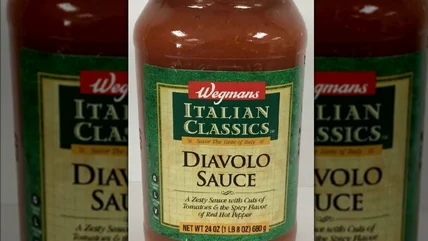 Wegmans
ITALIAN
CLASSICS™
Savor The Taste of Italy
DIAVOLO
SAUCE
A Zesty Sauce with Cuts of
Tomatoes & the Spicy Flavor
of Red Hot Pepper
NET WT 24 OZ (1 LB 8 OZ) 680 g